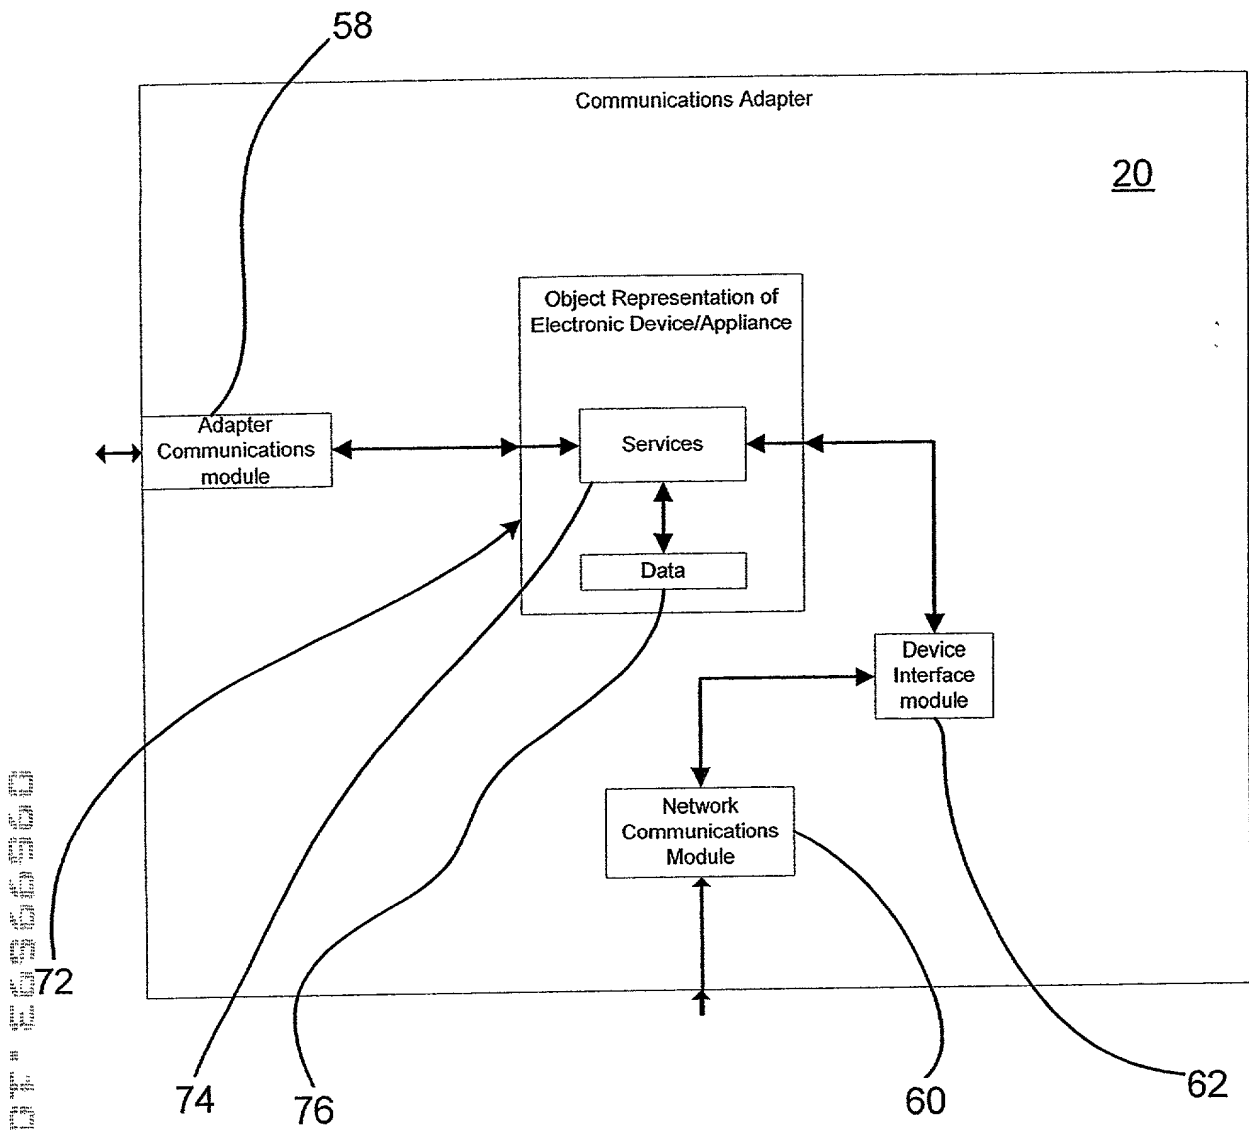 58
Communications Adapter
20
Object Representation of
Electronic Device/Appliance
Adapter
Communications
module
Services
Data
Device
Interface
module
Network
Communications
Module
72
74
76
60
62